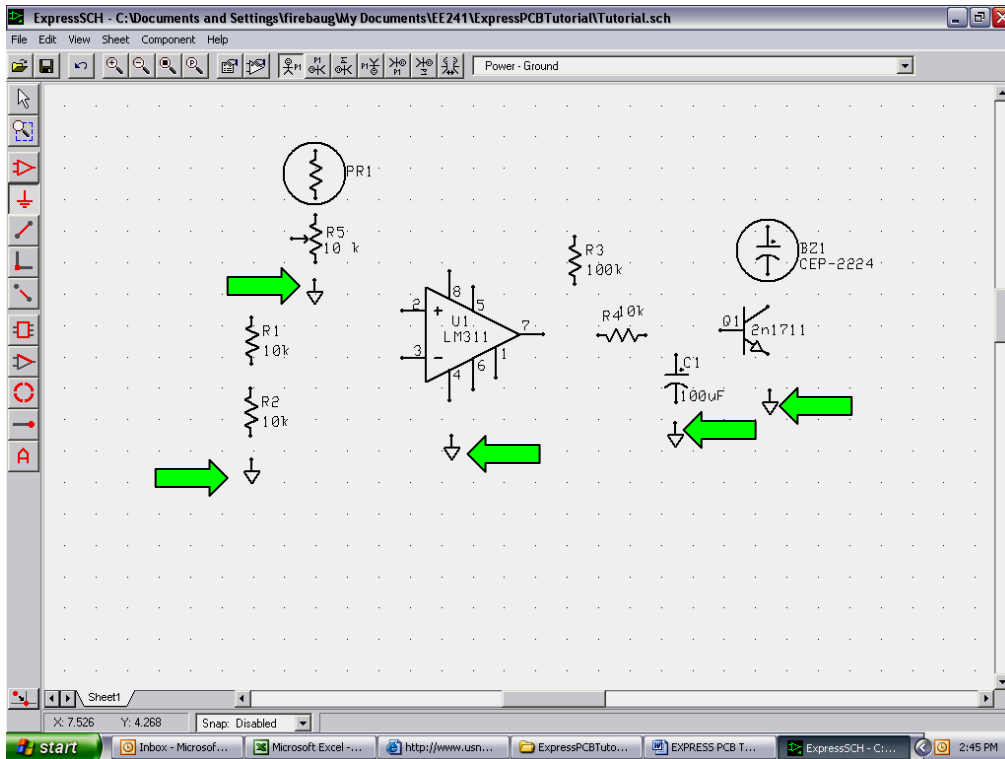 ExpressSCH - C:\Documents and Settings\firebaug\My Documents\EE241\ExpressPCBTutorial\Tutorial.sch
File Edit View Sheet Component Help
Power - Ground
PR1
R5
10 k
R3
100k
BZ1
CEP-2224
8
5
2
+
U1
LM311
7
3
-
4
6
1
R1
10k
R4
10k
Q1
2n1711
R2
10k
C1
100uF
A
Sheet1
X: 7.526 Y: 4.268 Snap: Disabled
start Inbox - Microsof... Microsoft Excel -... http://www.usn... ExpressPCBTuto... EXPRESS PCB T... ExpressSCH - C:... 2:45 PM